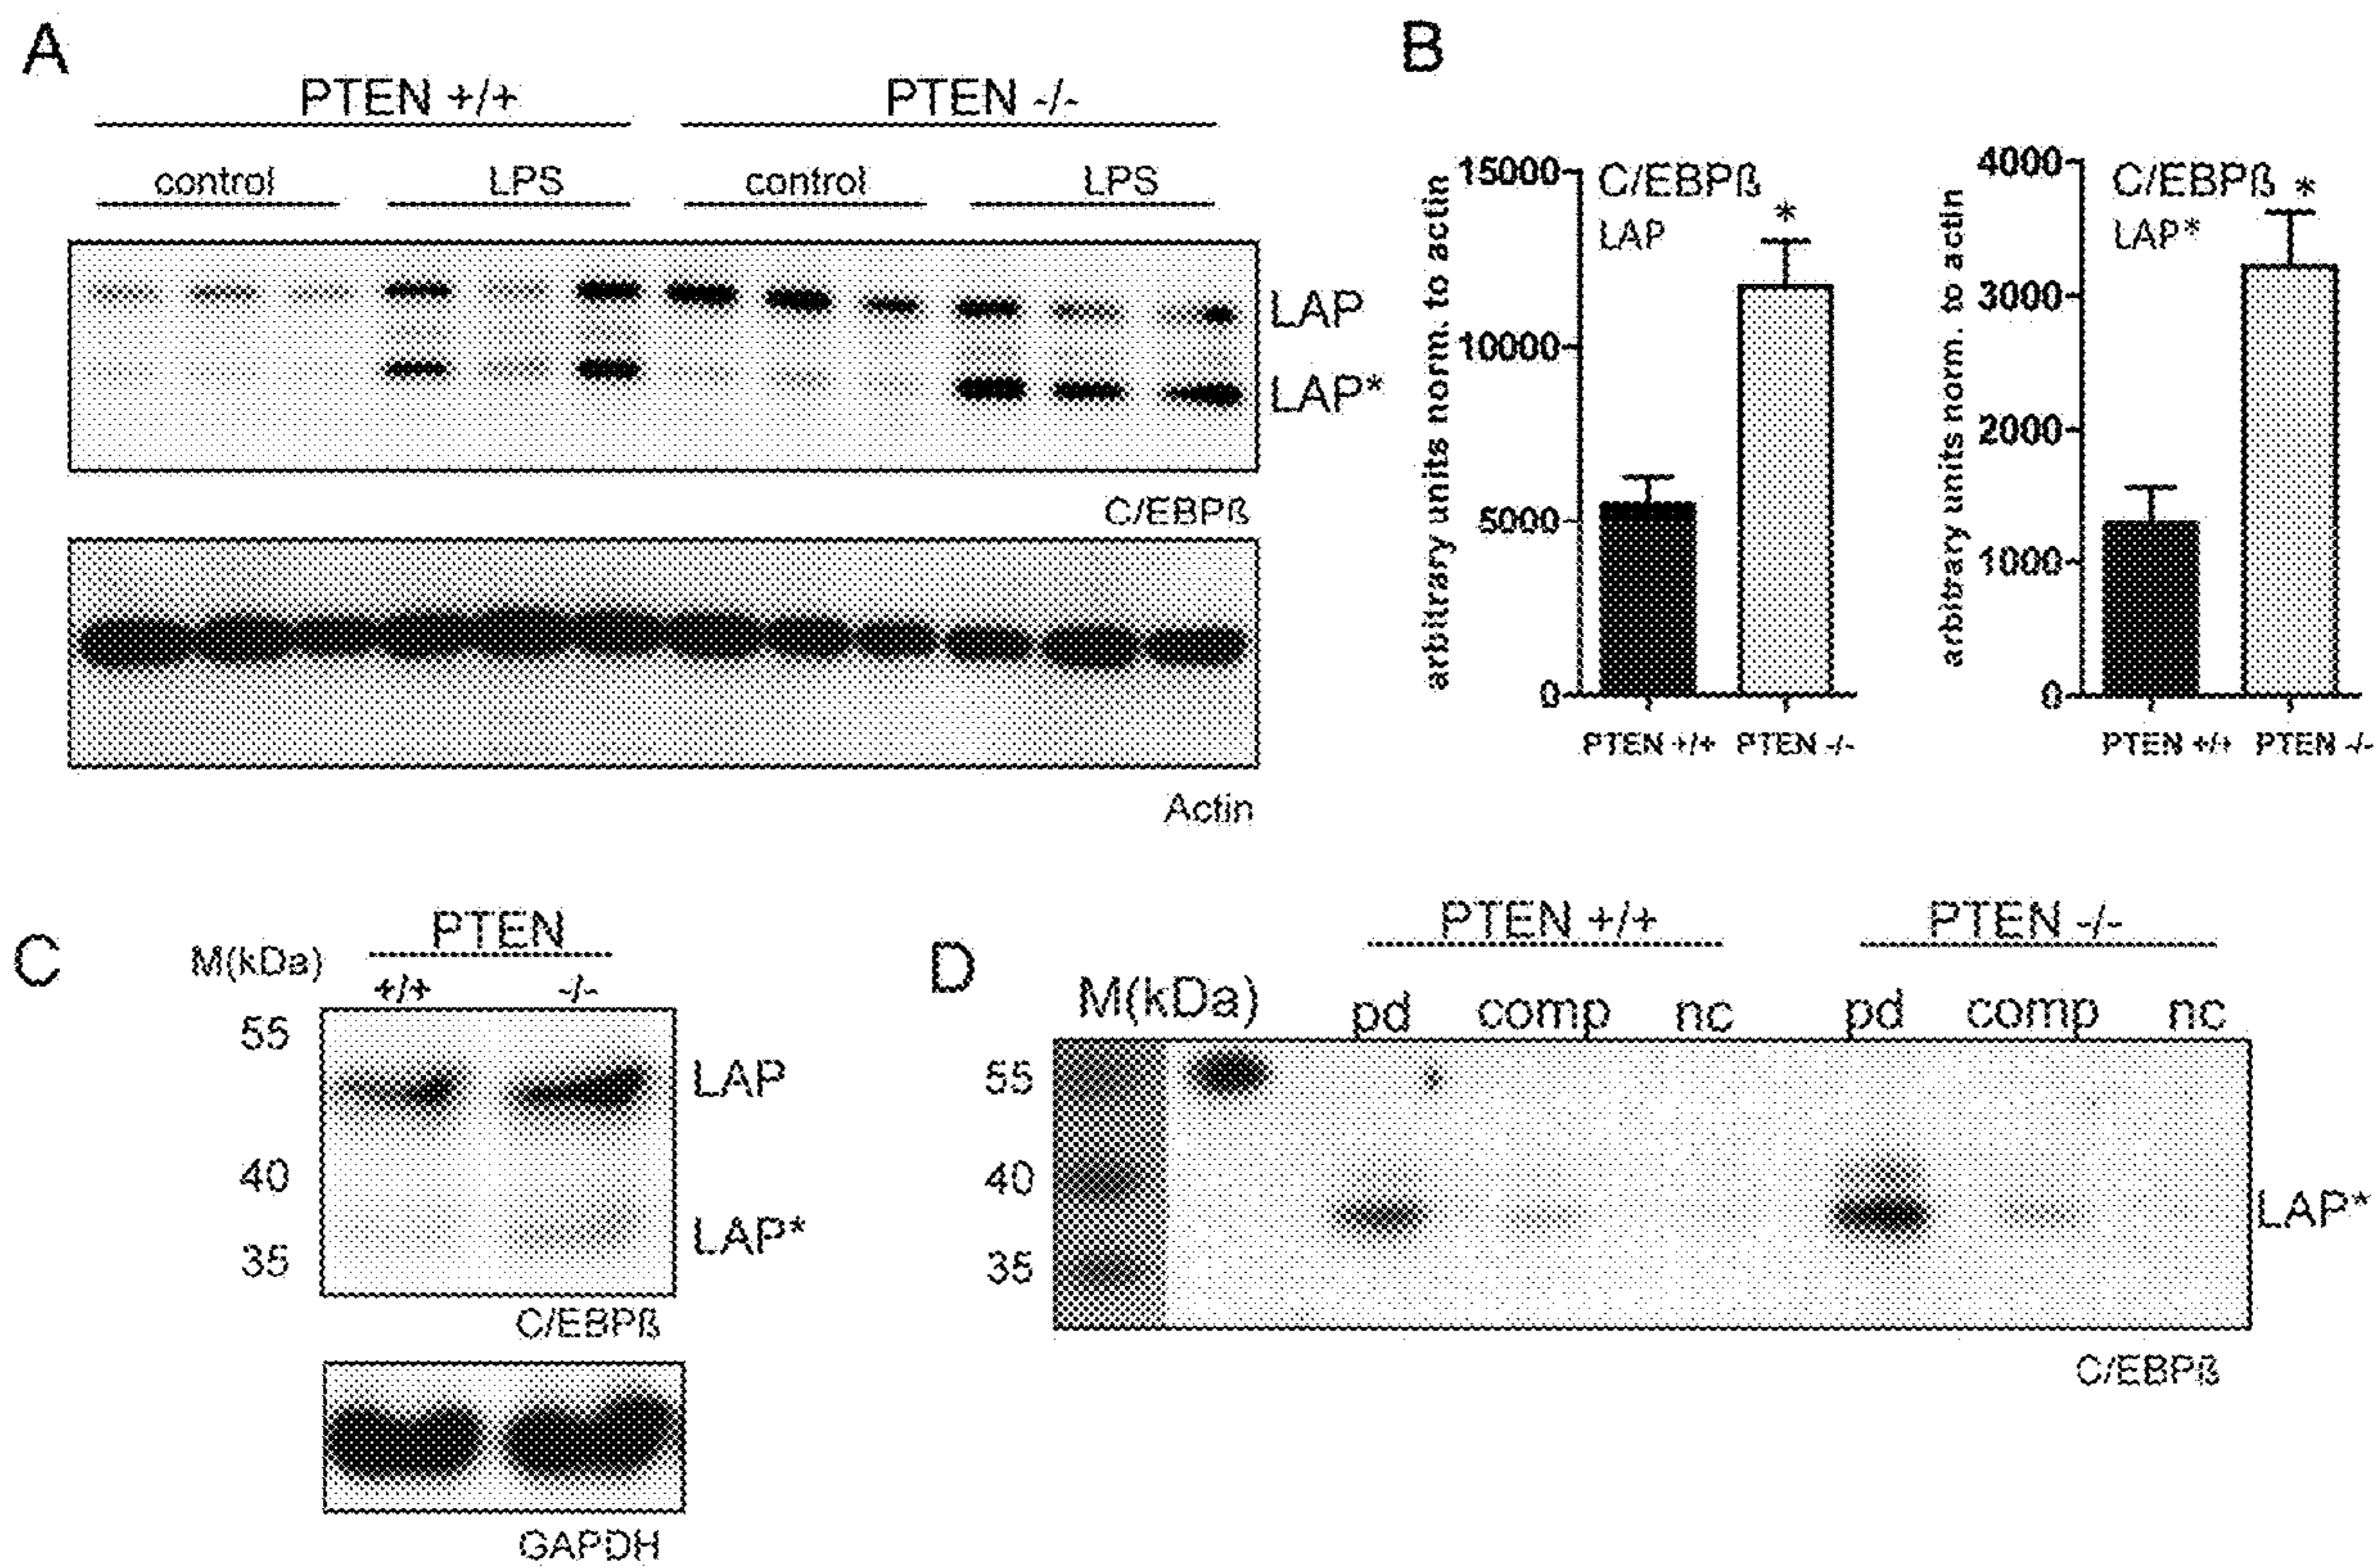 A
PTEN +/+ PTEN -/-
control LPS control LPS
LAP
LAP*
C/EBPß
Actin
B
arbitrary units norm. to actin
15000
10000
5000
0
C/EBPß
LAP
*
PTEN +/+ PTEN -/-
arbitrary units norm. to actin
4000
3000
2000
1000
0
C/EBPß *
LAP*
PTEN +/+ PTEN -/-
C
PTEN
M(kDa)
+/+ -/-
55
40
35
LAP
LAP*
C/EBPß
GAPDH
D
PTEN +/+ PTEN -/-
M(kDa) pd comp nc pd comp nc
55
40
35
LAP*
C/EBPß